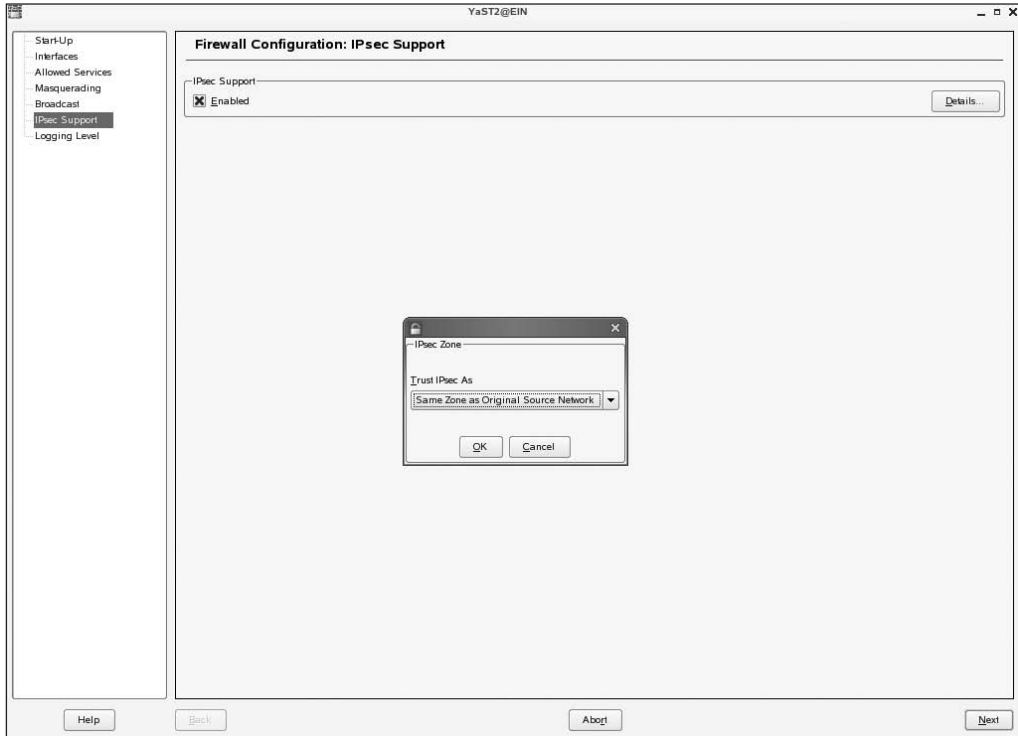 YaST2@EIN
Start-Up
Interfaces
Allowed Services
Masquerading
Broadcast
IPsec Support
Logging Level
Firewall Configuration: IPsec Support
IPsec Support
Enabled
Details...
IPsec Zone
Trust IPsec As
Same Zone as Original Source Network
OK
Cancel
Help
Back
Abort
Next